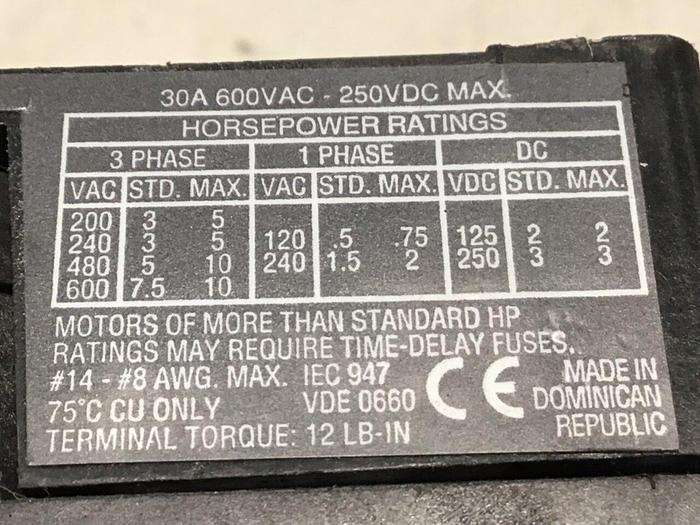 30A 600VAC - 250VDC MAX.
HORSEPOWER RATINGS
3 PHASE 1 PHASE DC
VAC STD. MAX. VAC STD. MAX. VDC STD. MAX.
200 3 5
240 3 5 120 .5 .75 125 2 2
480 5 10 240 1.5 2 250 3 3
600 7.5 10
MOTORS OF MORE THAN STANDARD HP
RATINGS MAY REQUIRE TIME-DELAY FUSES.
#14 - #8 AWG. MAX. IEC 947 CE MADE IN
75°C CU ONLY VDE 0660 DOMINICAN
TERMINAL TORQUE: 12 LB-IN REPUBLIC